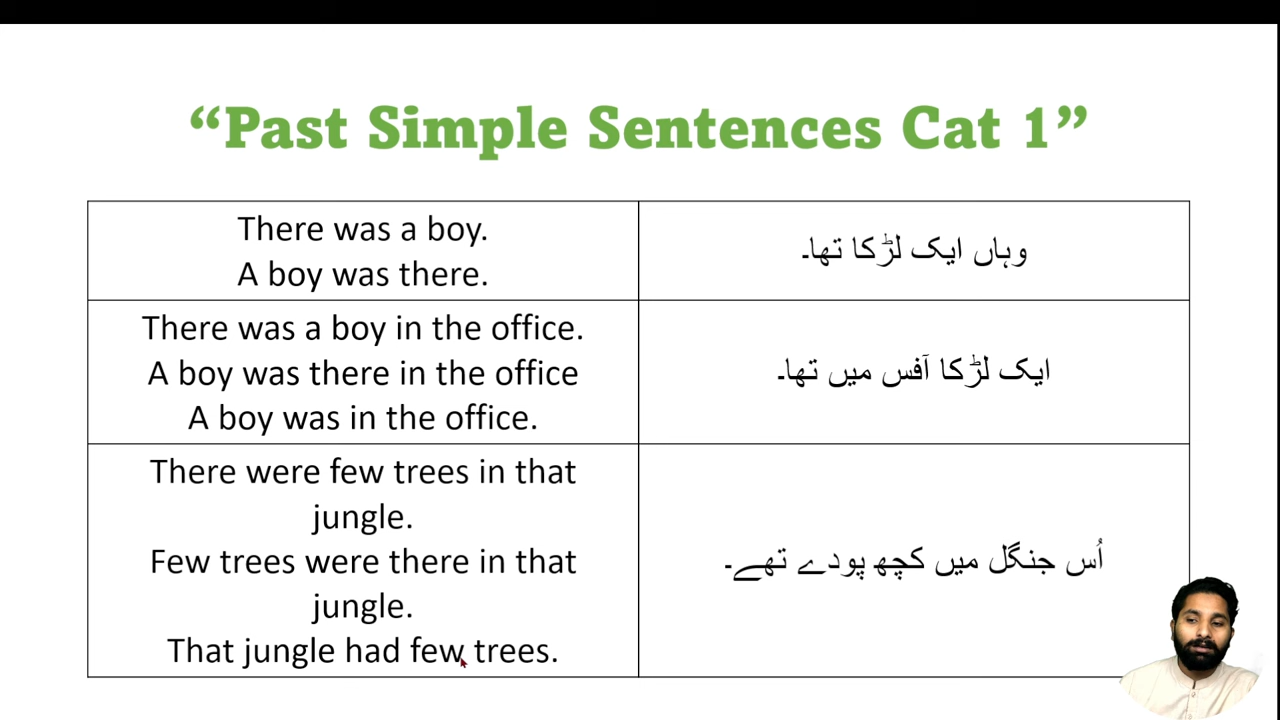 “Past Simple Sentences Cat 1”
There was a boy.
A boy was there.
وہاں ایک لڑکا تھا۔
There was a boy in the office.
A boy was there in the office
A boy was in the office.
ایک لڑکا آفس میں تھا۔
There were few trees in that
jungle.
Few trees were there in that
jungle.
That jungle had few trees.
اُس جنگل میں کچھ پودے تھے۔